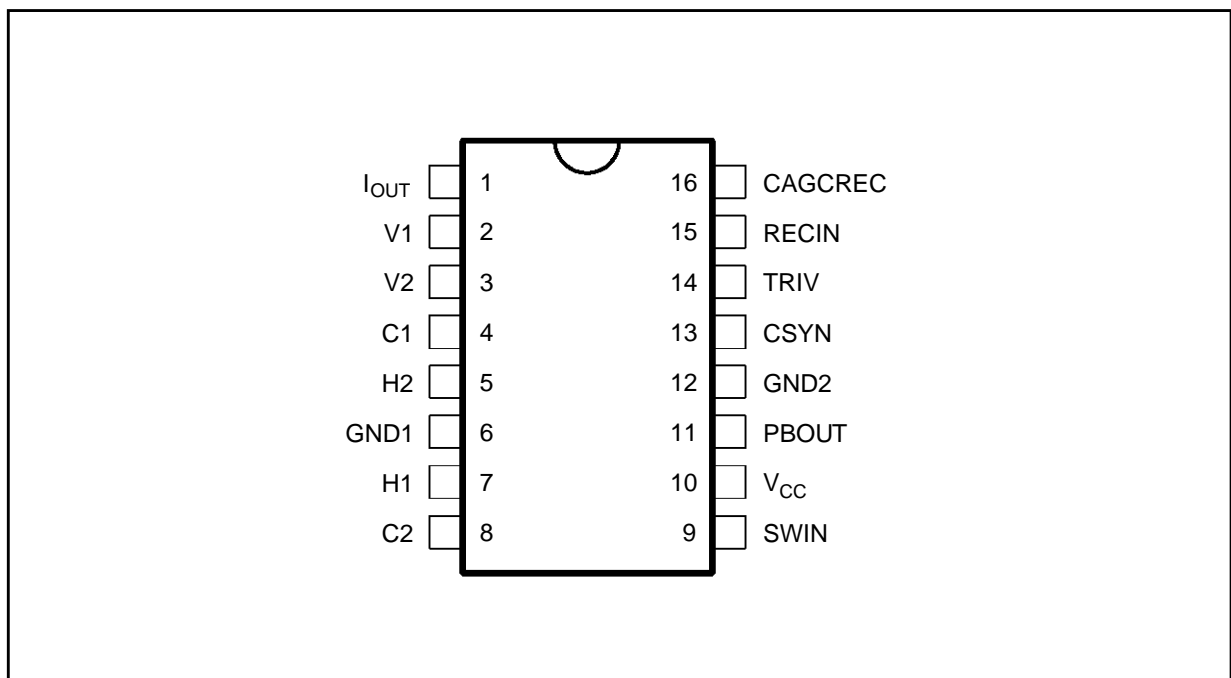 I_OUT 1 16 CAGCREC
V1 2 15 RECIN
V2 3 14 TRIV
C1 4 13 CSYN
H2 5 12 GND2
GND1 6 11 PBOUT
H1 7 10 V_CC
C2 8 9 SWIN